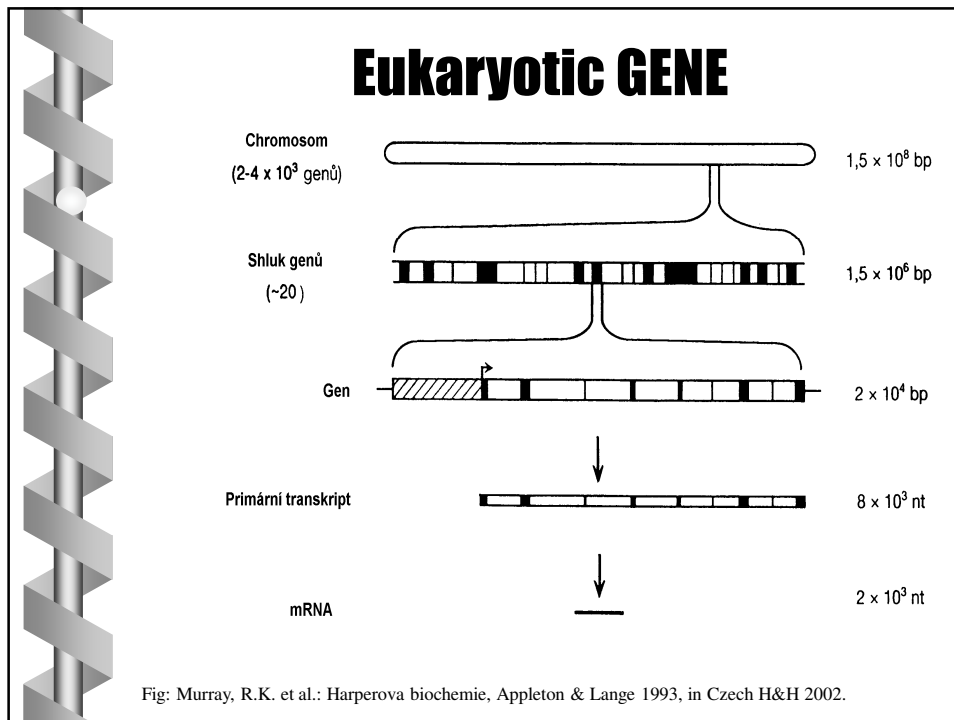 Eukaryotic GENE
Chromosom
(2-4 x 10³ genů)
1,5 × 10⁸ bp
Shluk genů
(~20 )
1,5 × 10⁶ bp
Gen
2 × 10⁴ bp
Primární transkript
8 × 10³ nt
mRNA
2 × 10³ nt
Fig: Murray, R.K. et al.: Harperova biochemie, Appleton & Lange 1993, in Czech H&H 2002.